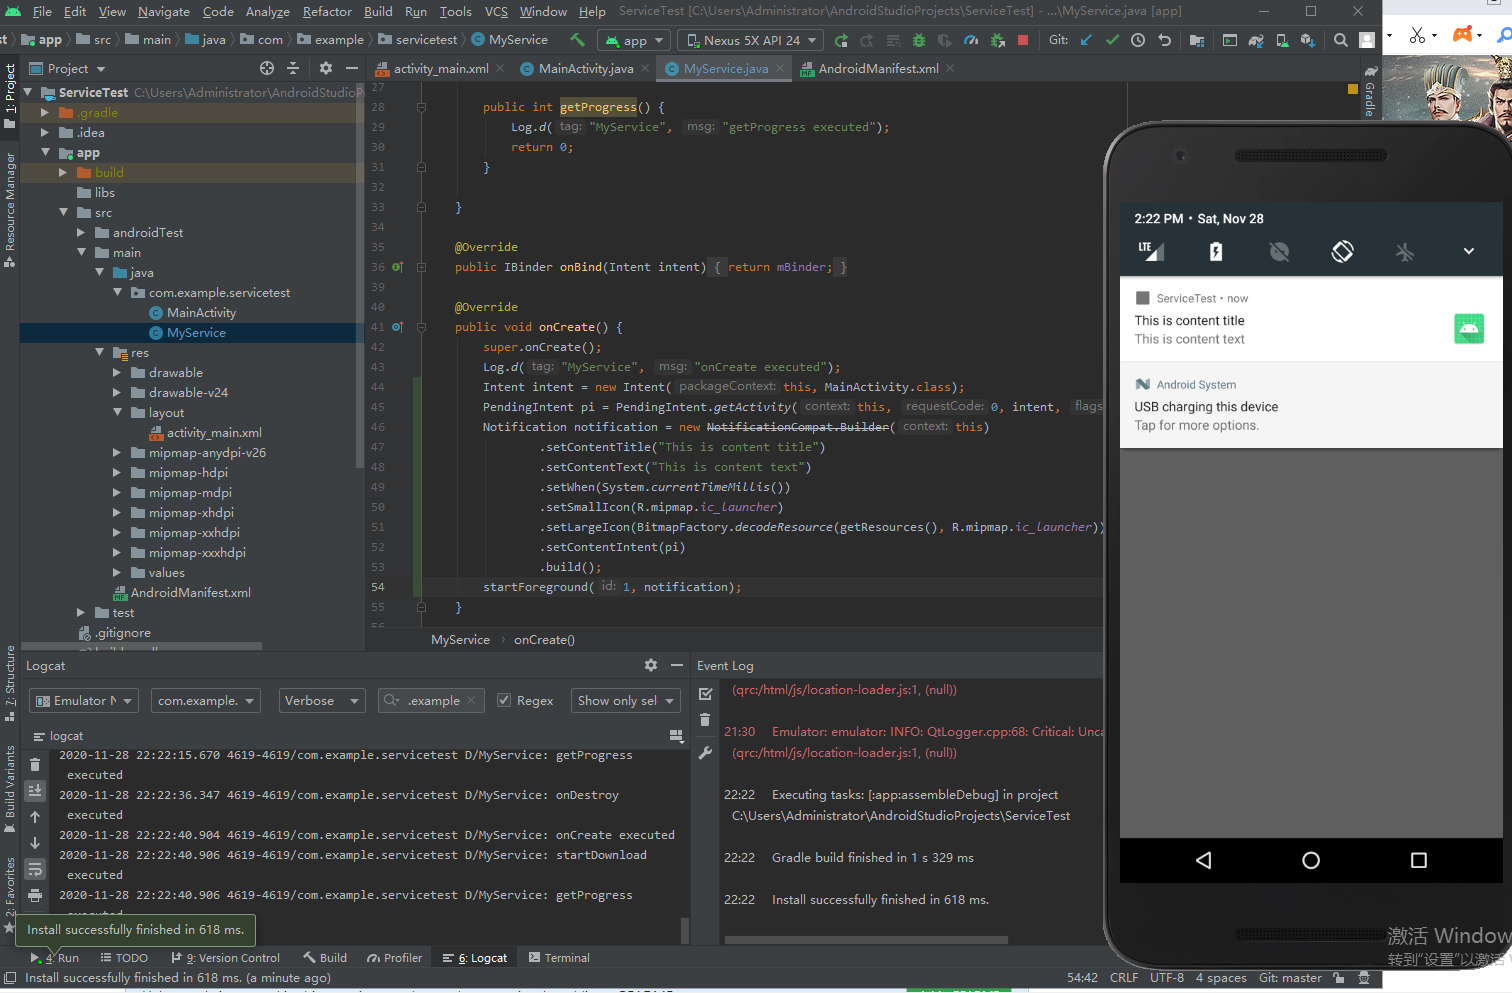 File Edit View Navigate Code Analyze Refactor Build Run Tools VCS Window Help ServiceTest [C:\Users\Administrator\AndroidStudioProjects\ServiceTest] - ...\MyService.java [app]
app src main java com example servicetest MyService app Nexus 5X API 24 Git:
Project activity_main.xml MainActivity.java MyService.java AndroidManifest.xml
1: Project
Resource Manager
7: Structure
Build Variants
2: Favorites
Gradle
ServiceTest C:\Users\Administrator\AndroidStudioP
.gradle
.idea
app
build
libs
src
androidTest
main
java
com.example.servicetest
MainActivity
MyService
res
drawable
drawable-v24
layout
activity_main.xml
mipmap-anydpi-v26
mipmap-hdpi
mipmap-mdpi
mipmap-xhdpi
mipmap-xxhdpi
mipmap-xxxhdpi
values
AndroidManifest.xml
test
.gitignore
27
28 public int getProgress() {
29 Log.d( tag: "MyService", msg: "getProgress executed");
30 return 0;
31 }
32
33 }
34
35 @Override
36 public IBinder onBind(Intent intent) { return mBinder; }
39
40 @Override
41 public void onCreate() {
42 super.onCreate();
43 Log.d( tag: "MyService", msg: "onCreate executed");
44 Intent intent = new Intent( packageContext: this, MainActivity.class);
45 PendingIntent pi = PendingIntent.getActivity( context: this, requestCode: 0, intent, flags
46 Notification notification = new NotificationCompat.Builder( context: this)
47 .setContentTitle("This is content title")
48 .setContentText("This is content text")
49 .setWhen(System.currentTimeMillis())
50 .setSmallIcon(R.mipmap.ic_launcher)
51 .setLargeIcon(BitmapFactory.decodeResource(getResources(), R.mipmap.ic_launcher))
52 .setContentIntent(pi)
53 .build();
54 startForeground( id: 1, notification);
55 }
MyService onCreate()
2:22 PM • Sat, Nov 28
LTE
ServiceTest • now
This is content title
This is content text
Android System
USB charging this device
Tap for more options.
Logcat
Emulator N com.example. Verbose .example Regex Show only sel
logcat
2020-11-28 22:22:15.670 4619-4619/com.example.servicetest D/MyService: getProgress
executed
2020-11-28 22:22:36.347 4619-4619/com.example.servicetest D/MyService: onDestroy
executed
2020-11-28 22:22:40.904 4619-4619/com.example.servicetest D/MyService: onCreate executed
2020-11-28 22:22:40.906 4619-4619/com.example.servicetest D/MyService: startDownload
executed
2020-11-28 22:22:40.906 4619-4619/com.example.servicetest D/MyService: getProgress
Install successfully finished in 618 ms.
Event Log
(qrc:/html/js/location-loader.js:1, (null))
21:30 Emulator: emulator: INFO: QtLogger.cpp:68: Critical: Unca
(qrc:/html/js/location-loader.js:1, (null))
22:22 Executing tasks: [:app:assembleDebug] in project
C:\Users\Administrator\AndroidStudioProjects\ServiceTest
22:22 Gradle build finished in 1 s 329 ms
22:22 Install successfully finished in 618 ms.
激活 Window
转到"设置"以激活
4: Run TODO 9: Version Control Build Profiler 6: Logcat Terminal
Install successfully finished in 618 ms. (a minute ago) 54:42 CRLF UTF-8 4 spaces Git: master